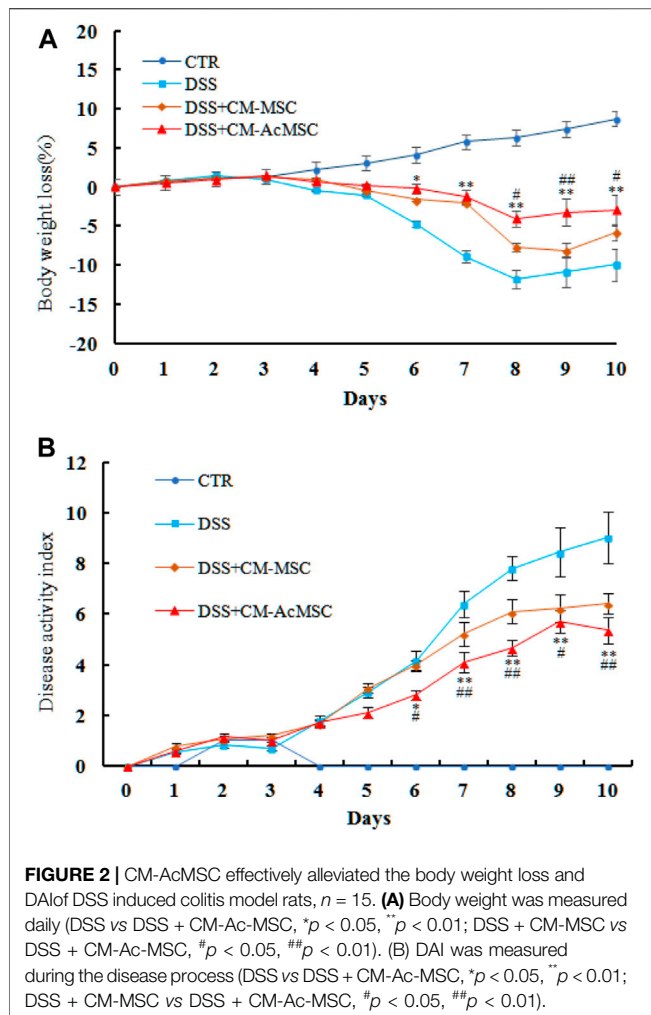 A
CTR
DSS
DSS+CM-MSC
DSS+CM-AcMSC
Body weight loss(%)
20
15
10
5
0
-5
-10
-15
-20
* ** # ** ## ** # **
0 1 2 3 4 5 6 7 8 9 10
Days
B
CTR
DSS
DSS+CM-MSC
DSS+CM-AcMSC
Disease activity index
12
10
8
6
4
2
0
* # ** ## ** ## ** # ** ##
0 1 2 3 4 5 6 7 8 9 10
Days
FIGURE 2 | CM-AcMSC effectively alleviated the body weight loss and
DAIof DSS induced colitis model rats, n = 15. (A) Body weight was measured
daily (DSS vs DSS + CM-Ac-MSC, *p < 0.05, **p < 0.01; DSS + CM-MSC vs
DSS + CM-Ac-MSC, #p < 0.05, ##p < 0.01). (B) DAI was measured
during the disease process (DSS vs DSS + CM-Ac-MSC, *p < 0.05, **p < 0.01;
DSS + CM-MSC vs DSS + CM-Ac-MSC, #p < 0.05, ##p < 0.01).